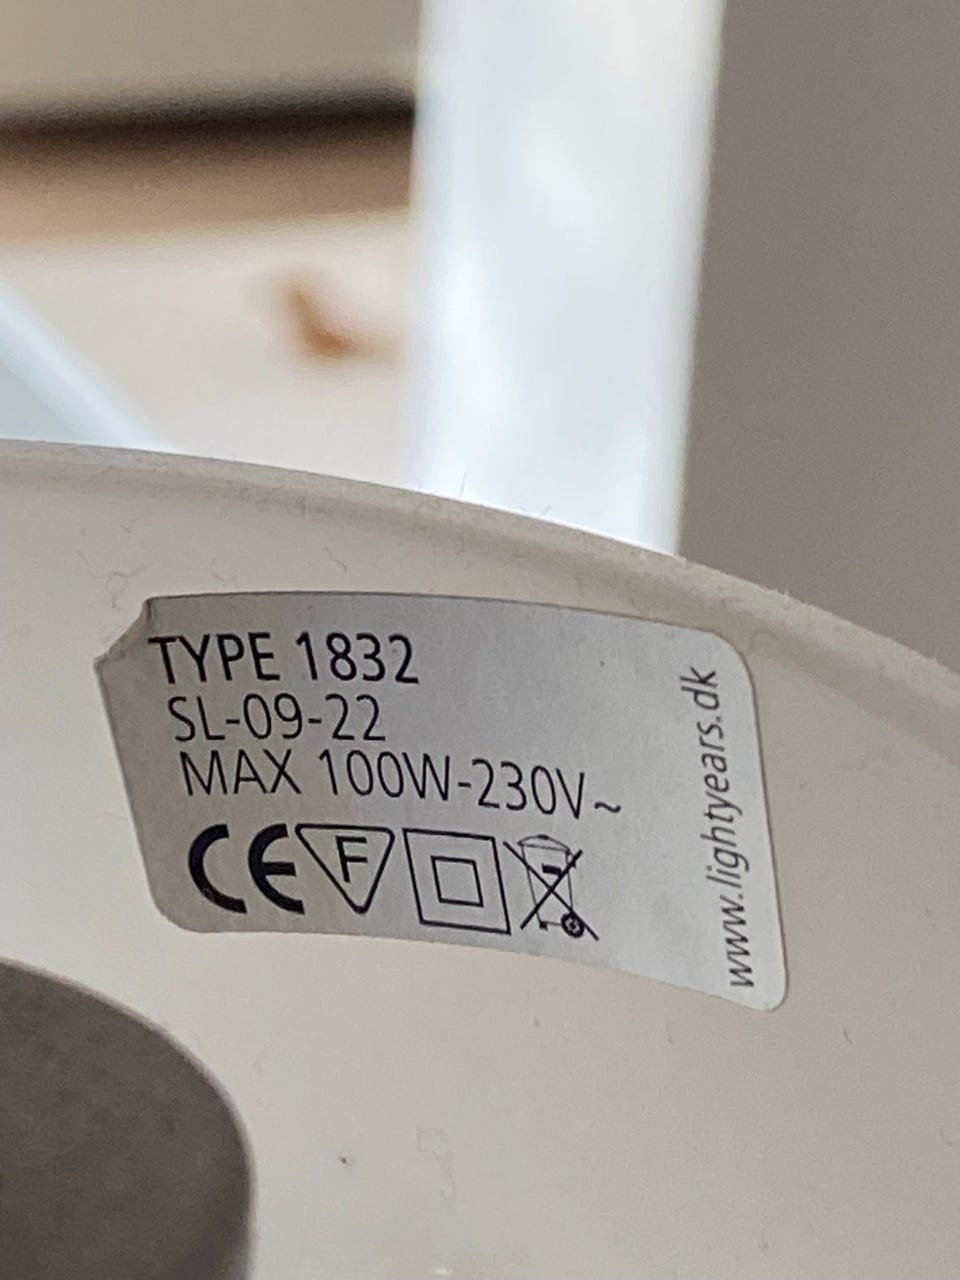 TYPE 1832
SL-09-22
MAX 100W-230V~
CE F
www.lightyears.dk